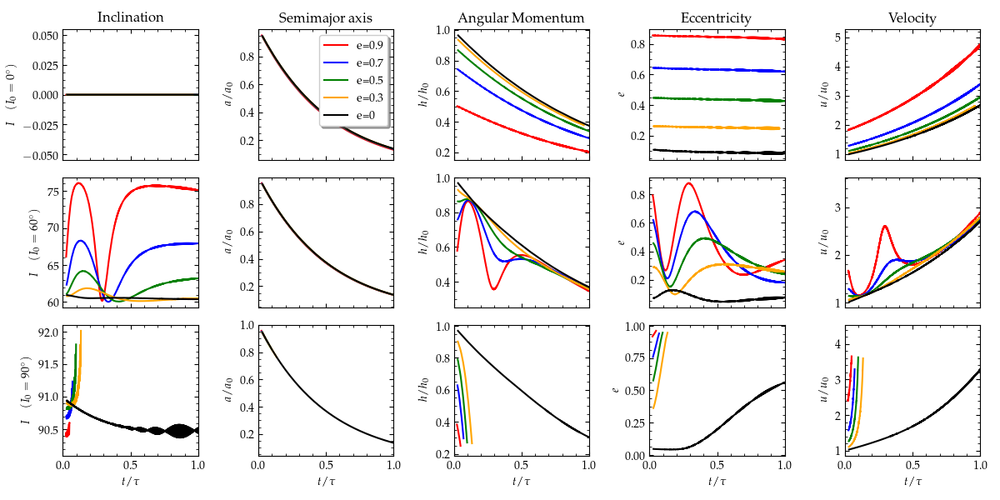 Inclination Semimajor axis Angular Momentum Eccentricity Velocity
I (I₀ = 0°)
0.050
0.025
0.000
−0.025
−0.050
a/a₀
0.8
0.6
0.4
0.2
e=0.9
e=0.7
e=0.5
e=0.3
e=0
h/h₀
1.0
0.8
0.6
0.4
0.2
e
0.8
0.6
0.4
0.2
u/u₀
5
4
3
2
1
I (I₀ = 60°)
75
70
65
60
a/a₀
0.8
0.6
0.4
0.2
h/h₀
1.0
0.8
0.6
0.4
e
0.8
0.6
0.4
0.2
u/u₀
3
2
1
I (I₀ = 90°)
92.0
91.5
91.0
90.5
a/a₀
1.0
0.8
0.6
0.4
0.2
h/h₀
1.0
0.8
0.6
0.4
0.2
e
1.00
0.75
0.50
0.25
0.00
u/u₀
4
3
2
1
0.0 0.5 1.0 0.0 0.5 1.0 0.0 0.5 1.0 0.0 0.5 1.0 0.0 0.5 1.0
t/τ t/τ t/τ t/τ t/τ